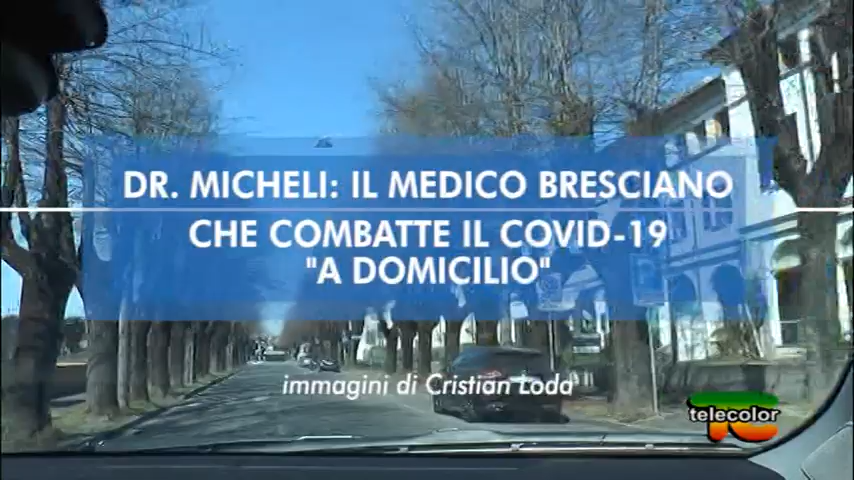 DR. MICHELI: IL MEDICO BRESCIANO
CHE COMBATTE IL COVID-19
"A DOMICILIO"
immagini di Cristian Loda
telecolor